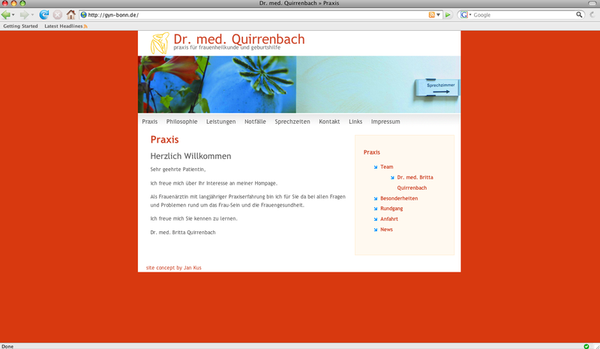 Dr. med. Quirrenbach » Praxis
http://gyn-bonn.de/
Google
Getting Started Latest Headlines
Dr. med. Quirrenbach
praxis für frauenheilkunde und geburtshilfe
Sprechzimmer
Praxis Philosophie Leistungen Notfälle Sprechzeiten Kontakt Links Impressum
Praxis
Herzlich Willkommen
Sehr geehrte Patientin,
ich freue mich über Ihr Interesse an meiner Hompage.
Als Frauenärztin mit langjähriger Praxiserfahrung bin ich für Sie da bei allen Fragen
und Problemen rund um das Frau-Sein und die Frauengesundheit.
Ich freue mich Sie kennen zu lernen.
Dr. med. Britta Quirrenbach
Praxis
Team
Dr. med. Britta
Quirrenbach
Besonderheiten
Rundgang
Anfahrt
News
site concept by Jan Kus
Done